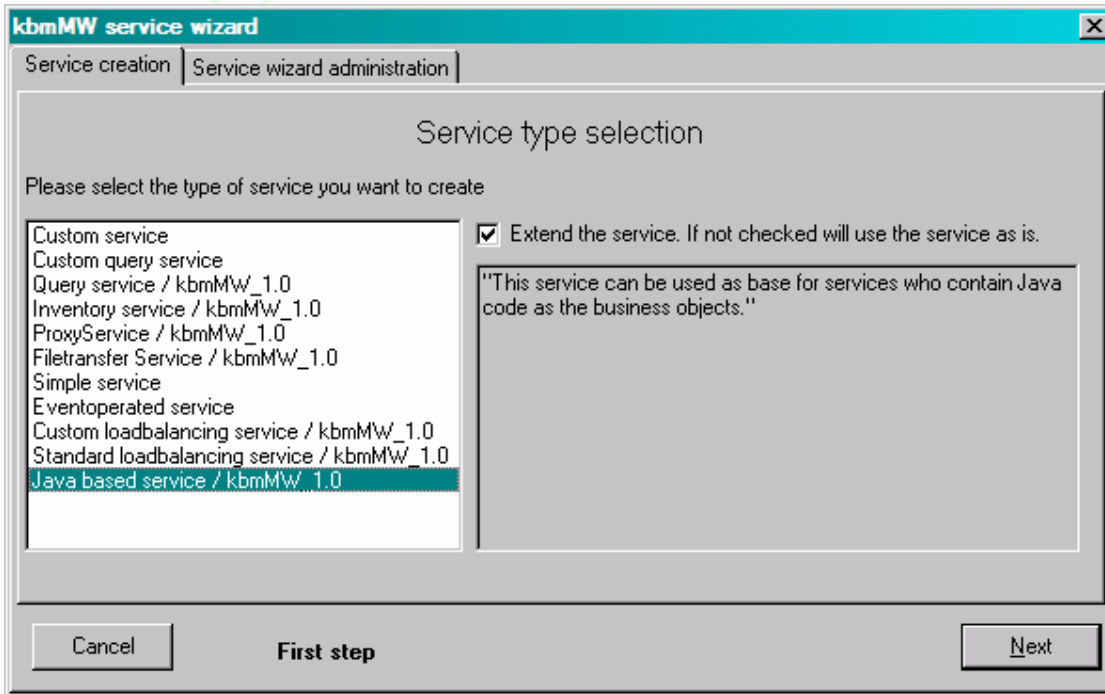 kbmMW service wizard
Service creation
Service wizard administration
Service type selection
Please select the type of service you want to create
Custom service
Custom query service
Query service / kbmMW_1.0
Inventory service / kbmMW_1.0
ProxyService / kbmMW_1.0
Filetransfer Service / kbmMW_1.0
Simple service
Eventoperated service
Custom loadbalancing service / kbmMW_1.0
Standard loadbalancing service / kbmMW_1.0
Java based service / kbmMW_1.0
Extend the service. If not checked will use the service as is.
"This service can be used as base for services who contain Java
code as the business objects."
Cancel
First step
Next